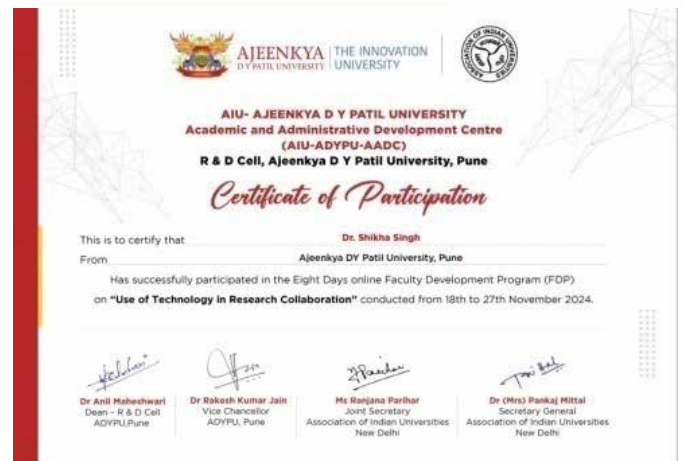 AJEENKYA
D Y PATIL UNIVERSITY
THE INNOVATION
UNIVERSITY
ASSOCIATION OF INDIAN UNIVERSITIES
AIU- AJEENKYA D Y PATIL UNIVERSITY
Academic and Administrative Development Centre
(AIU-ADYPU-AADC)
R & D Cell, Ajeenkya D Y Patil University, Pune
Certificate of Participation
This is to certify that Dr. Shikha Singh
From Ajeenkya DY Patil University, Pune
Has successfully participated in the Eight Days online Faculty Development Program (FDP)
on "Use of Technology in Research Collaboration" conducted from 18th to 27th November 2024.
Dr Anil Maheshwari
Dean - R & D Cell
ADYPU,Pune
Dr Rakesh Kumar Jain
Vice Chancellor
ADYPU, Pune
Ms Ranjana Parihar
Joint Secretary
Association of Indian Universities
New Delhi
Dr (Mrs) Pankaj Mittal
Secretary General
Association of Indian Universities
New Delhi